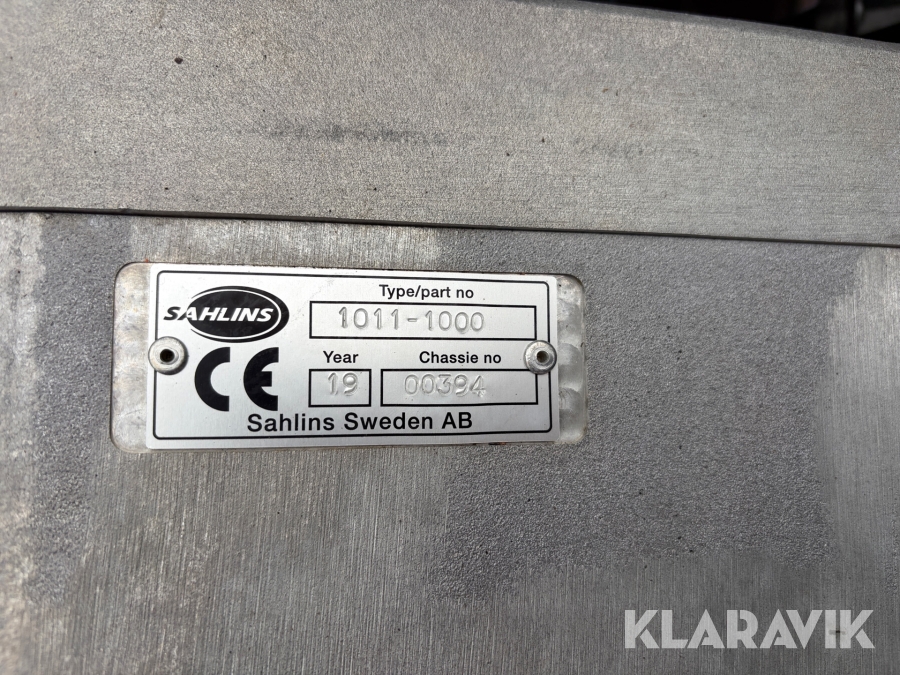 SAHLINS
Type/part no
1011-1000
CE
Year
Chassie no
19
00394
Sahlins Sweden AB
KLARAVIK